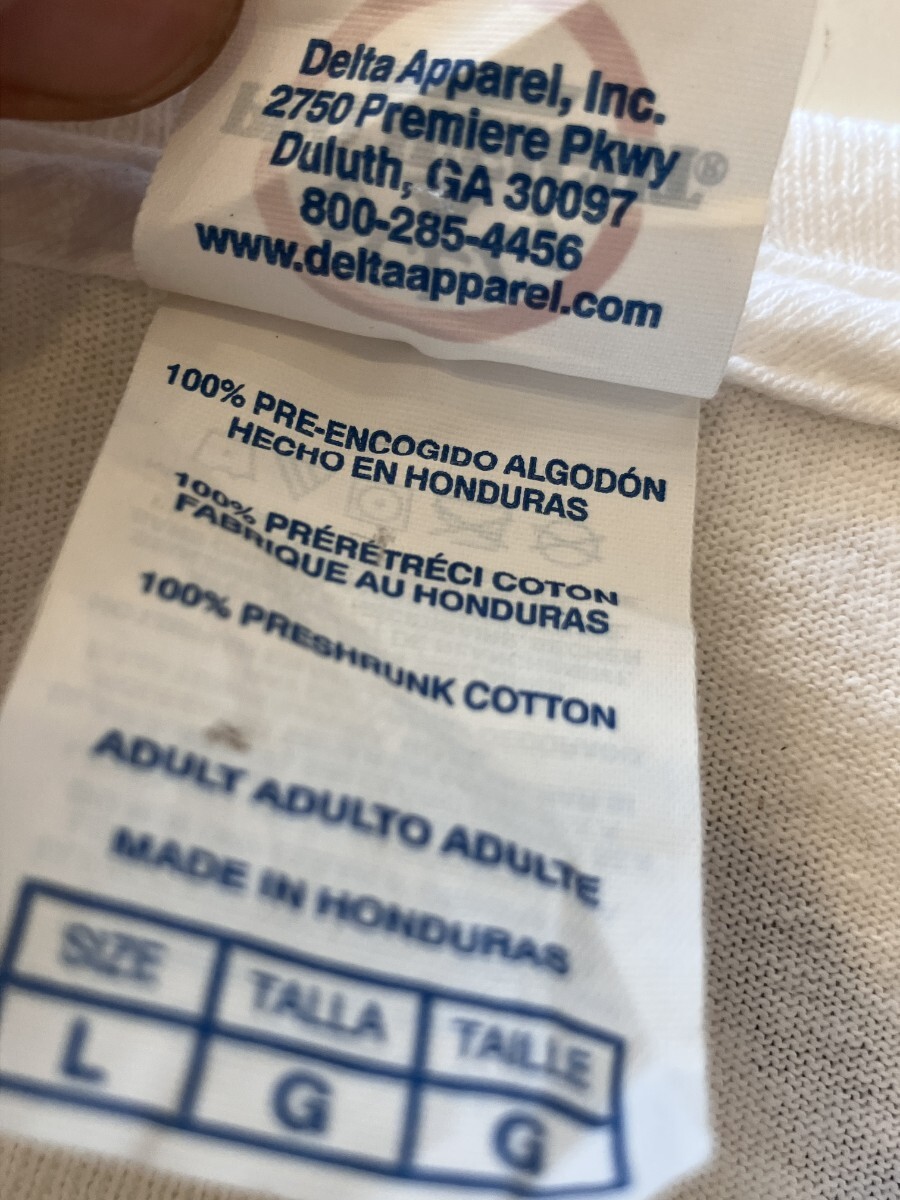 Delta Apparel, Inc.
2750 Premiere Pkwy
Duluth, GA 30097
800-285-4456
www.deltaapparel.com
100% PRE-ENCOGIDO ALGODÓN
HECHO EN HONDURAS
100% PRÉRÉTRÉCI COTON
FABRIQUE AU HONDURAS
100% PRESHRUNK COTTON
ADULT ADULTO ADULTE
MADE IN HONDURAS
SIZE TALLA TAILLE
L G G